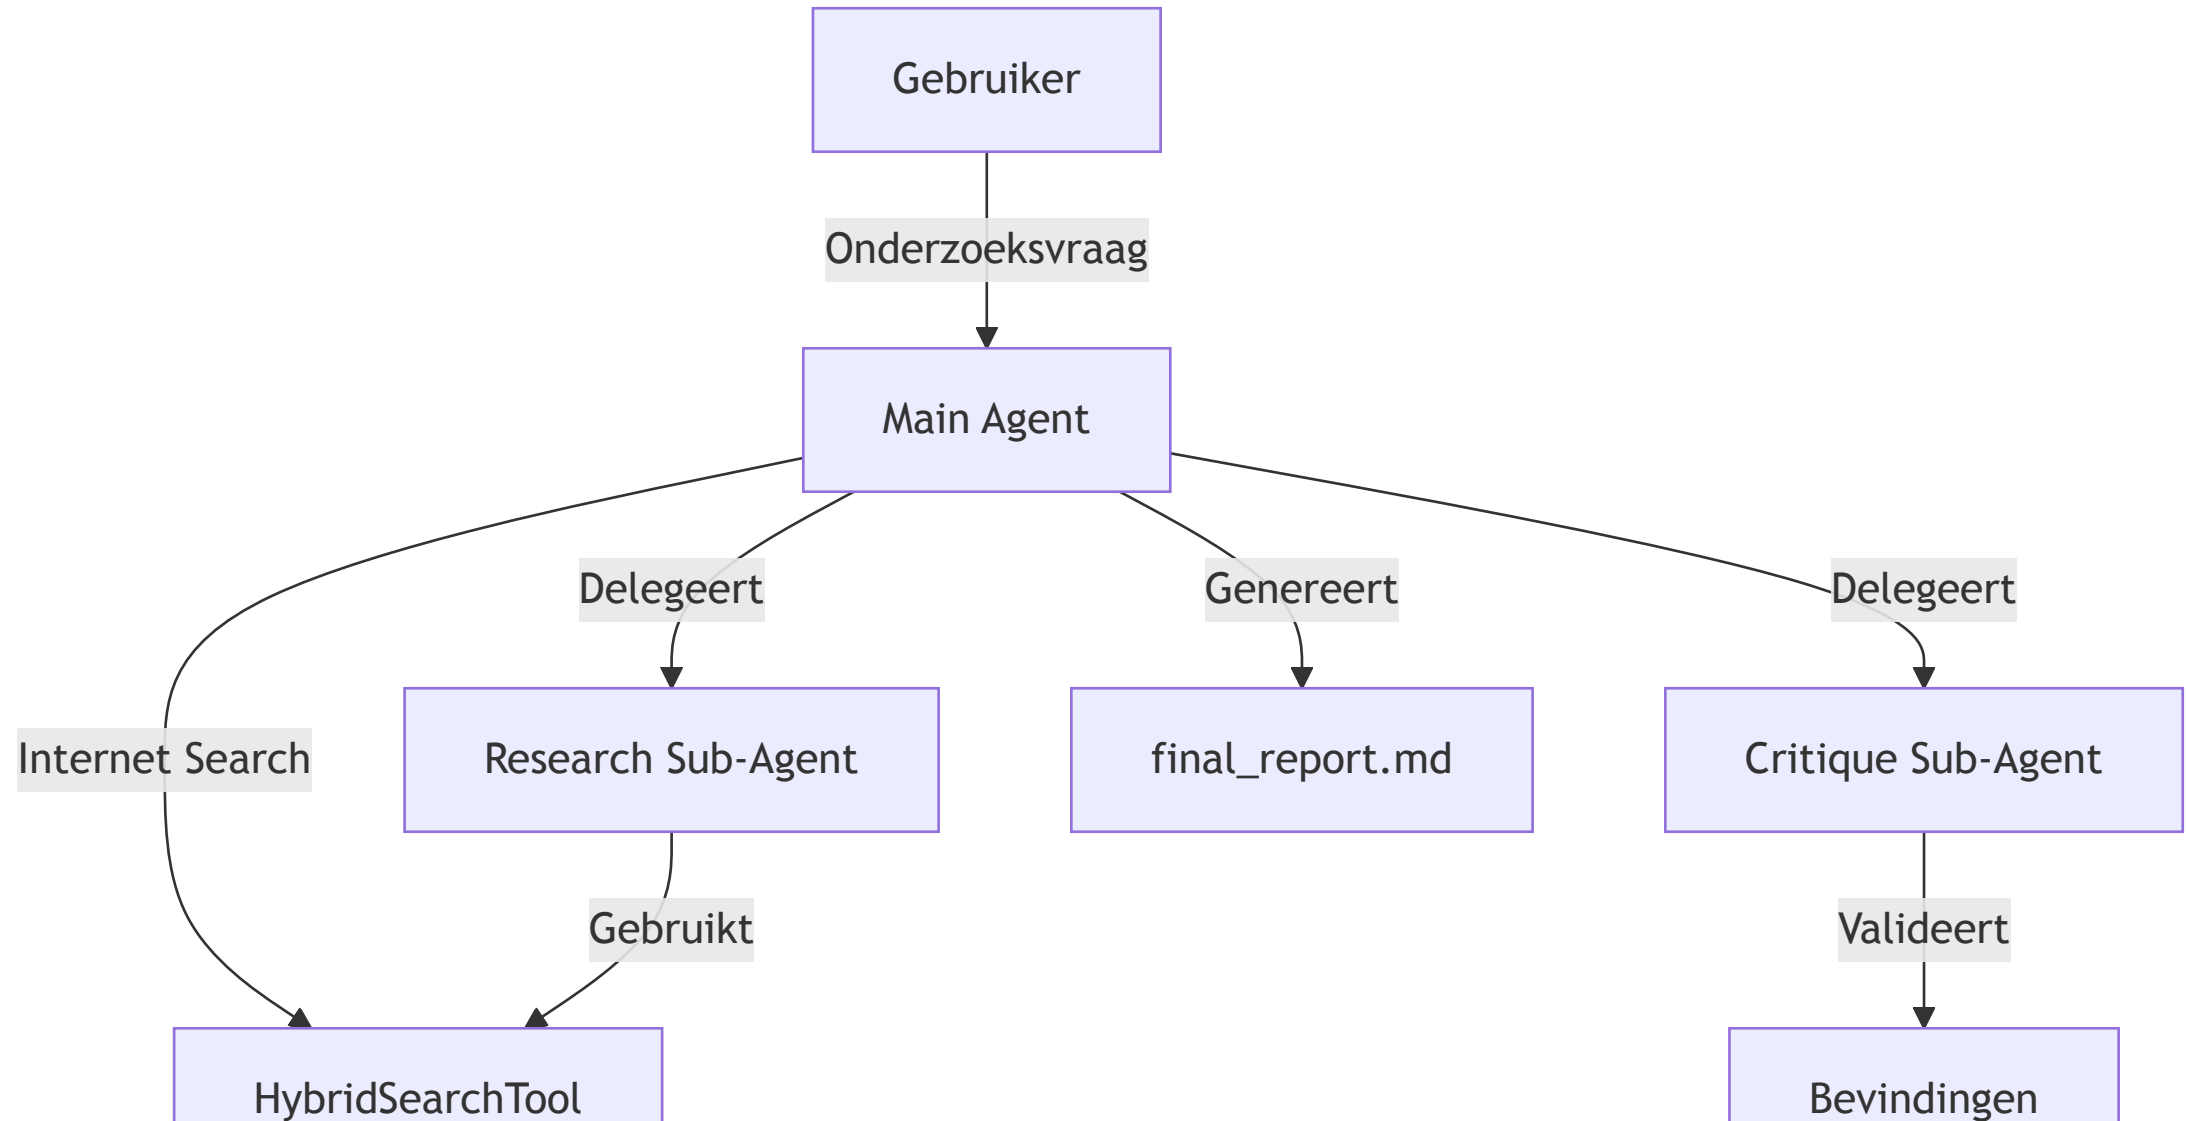 Gebruiker
Onderzoeksvraag
Main Agent
Delegeert
Genereert
Delegeert
Internet Search
Research Sub-Agent
final_report.md
Critique Sub-Agent
Gebruikt
Valideert
HybridSearchTool
Bevindingen